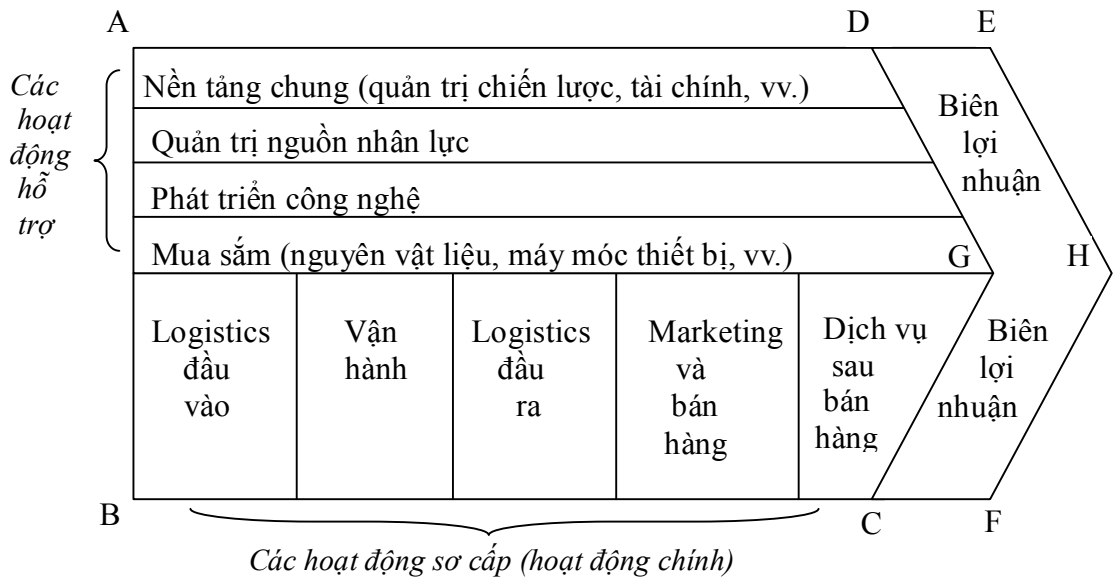 A
D
E
Các
hoạt
động
hỗ
trợ
Nền tảng chung (quản trị chiến lược, tài chính, vv.)
Quản trị nguồn nhân lực
Phát triển công nghệ
Mua sắm (nguyên vật liệu, máy móc thiết bị, vv.)
Biên
lợi
nhuận
G
H
Logistics
đầu
vào
Vận
hành
Logistics
đầu
ra
Marketing
và
bán
hàng
Dịch vụ
sau
bán
hàng
Biên
lợi
nhuận
B
C
F
Các hoạt động sơ cấp (hoạt động chính)